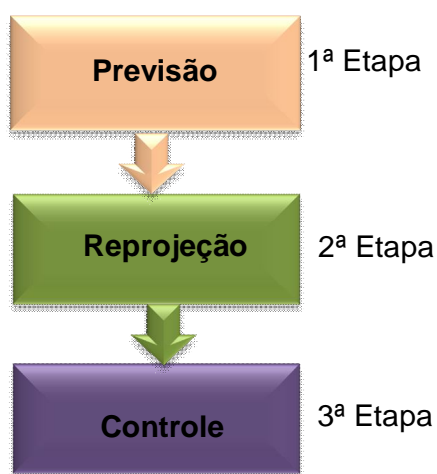 Previsão
1ª Etapa
Reprojeção
2ª Etapa
Controle
3ª Etapa